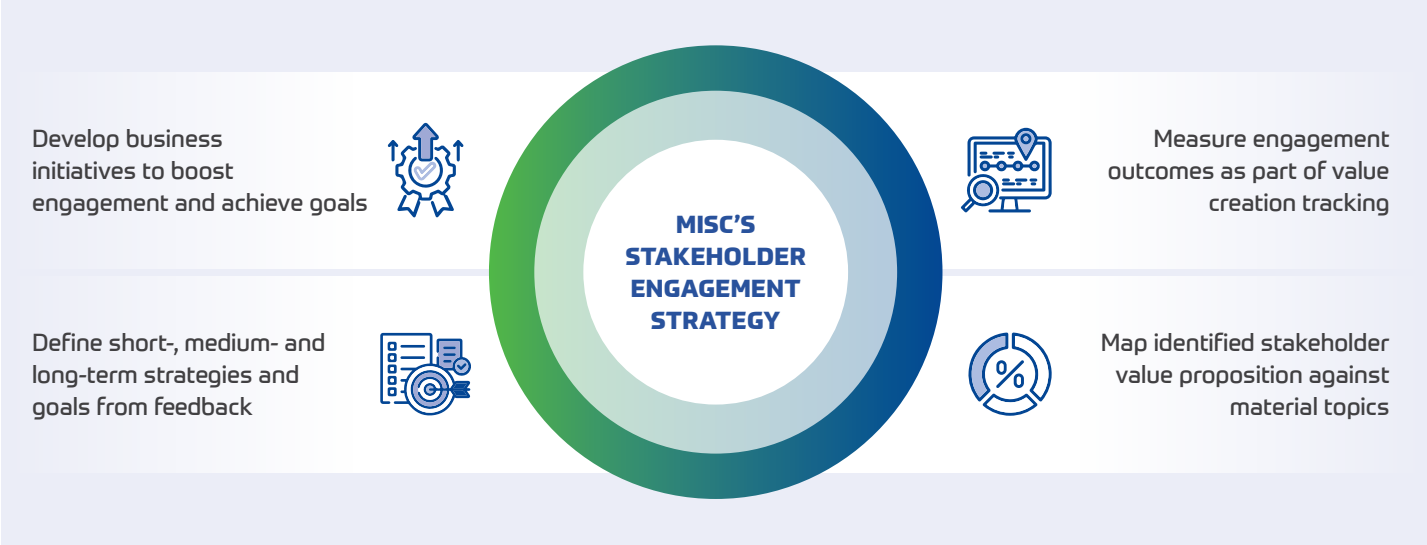 Develop business
initiatives to boost
engagement and achieve goals
Define short-, medium- and
long-term strategies and
goals from feedback
MISC’S
STAKEHOLDER
ENGAGEMENT
STRATEGY
Measure engagement
outcomes as part of value
creation tracking
%
Map identified stakeholder
value proposition against
material topics